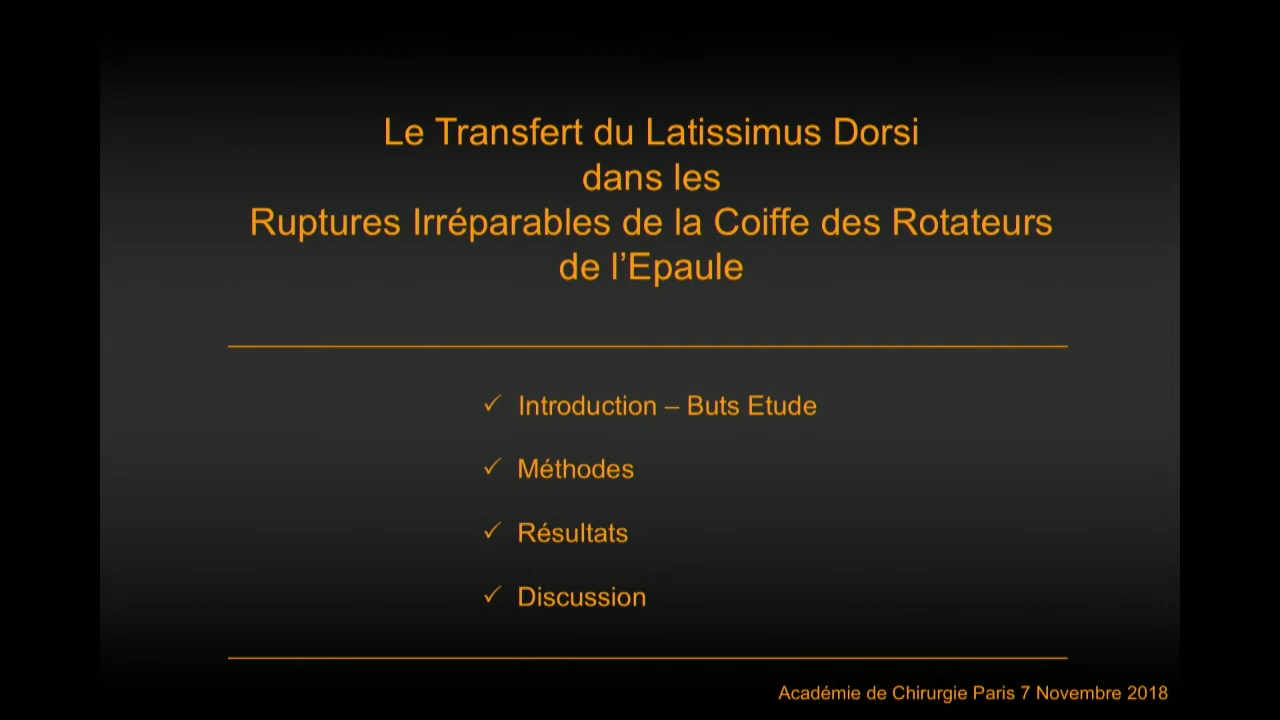 Le Transfert du Latissimus Dorsi
dans les
Ruptures Irréparables de la Coiffe des Rotateurs
de l’Epaule
✓ Introduction – Buts Etude
✓ Méthodes
✓ Résultats
✓ Discussion
Académie de Chirurgie Paris 7 Novembre 2018